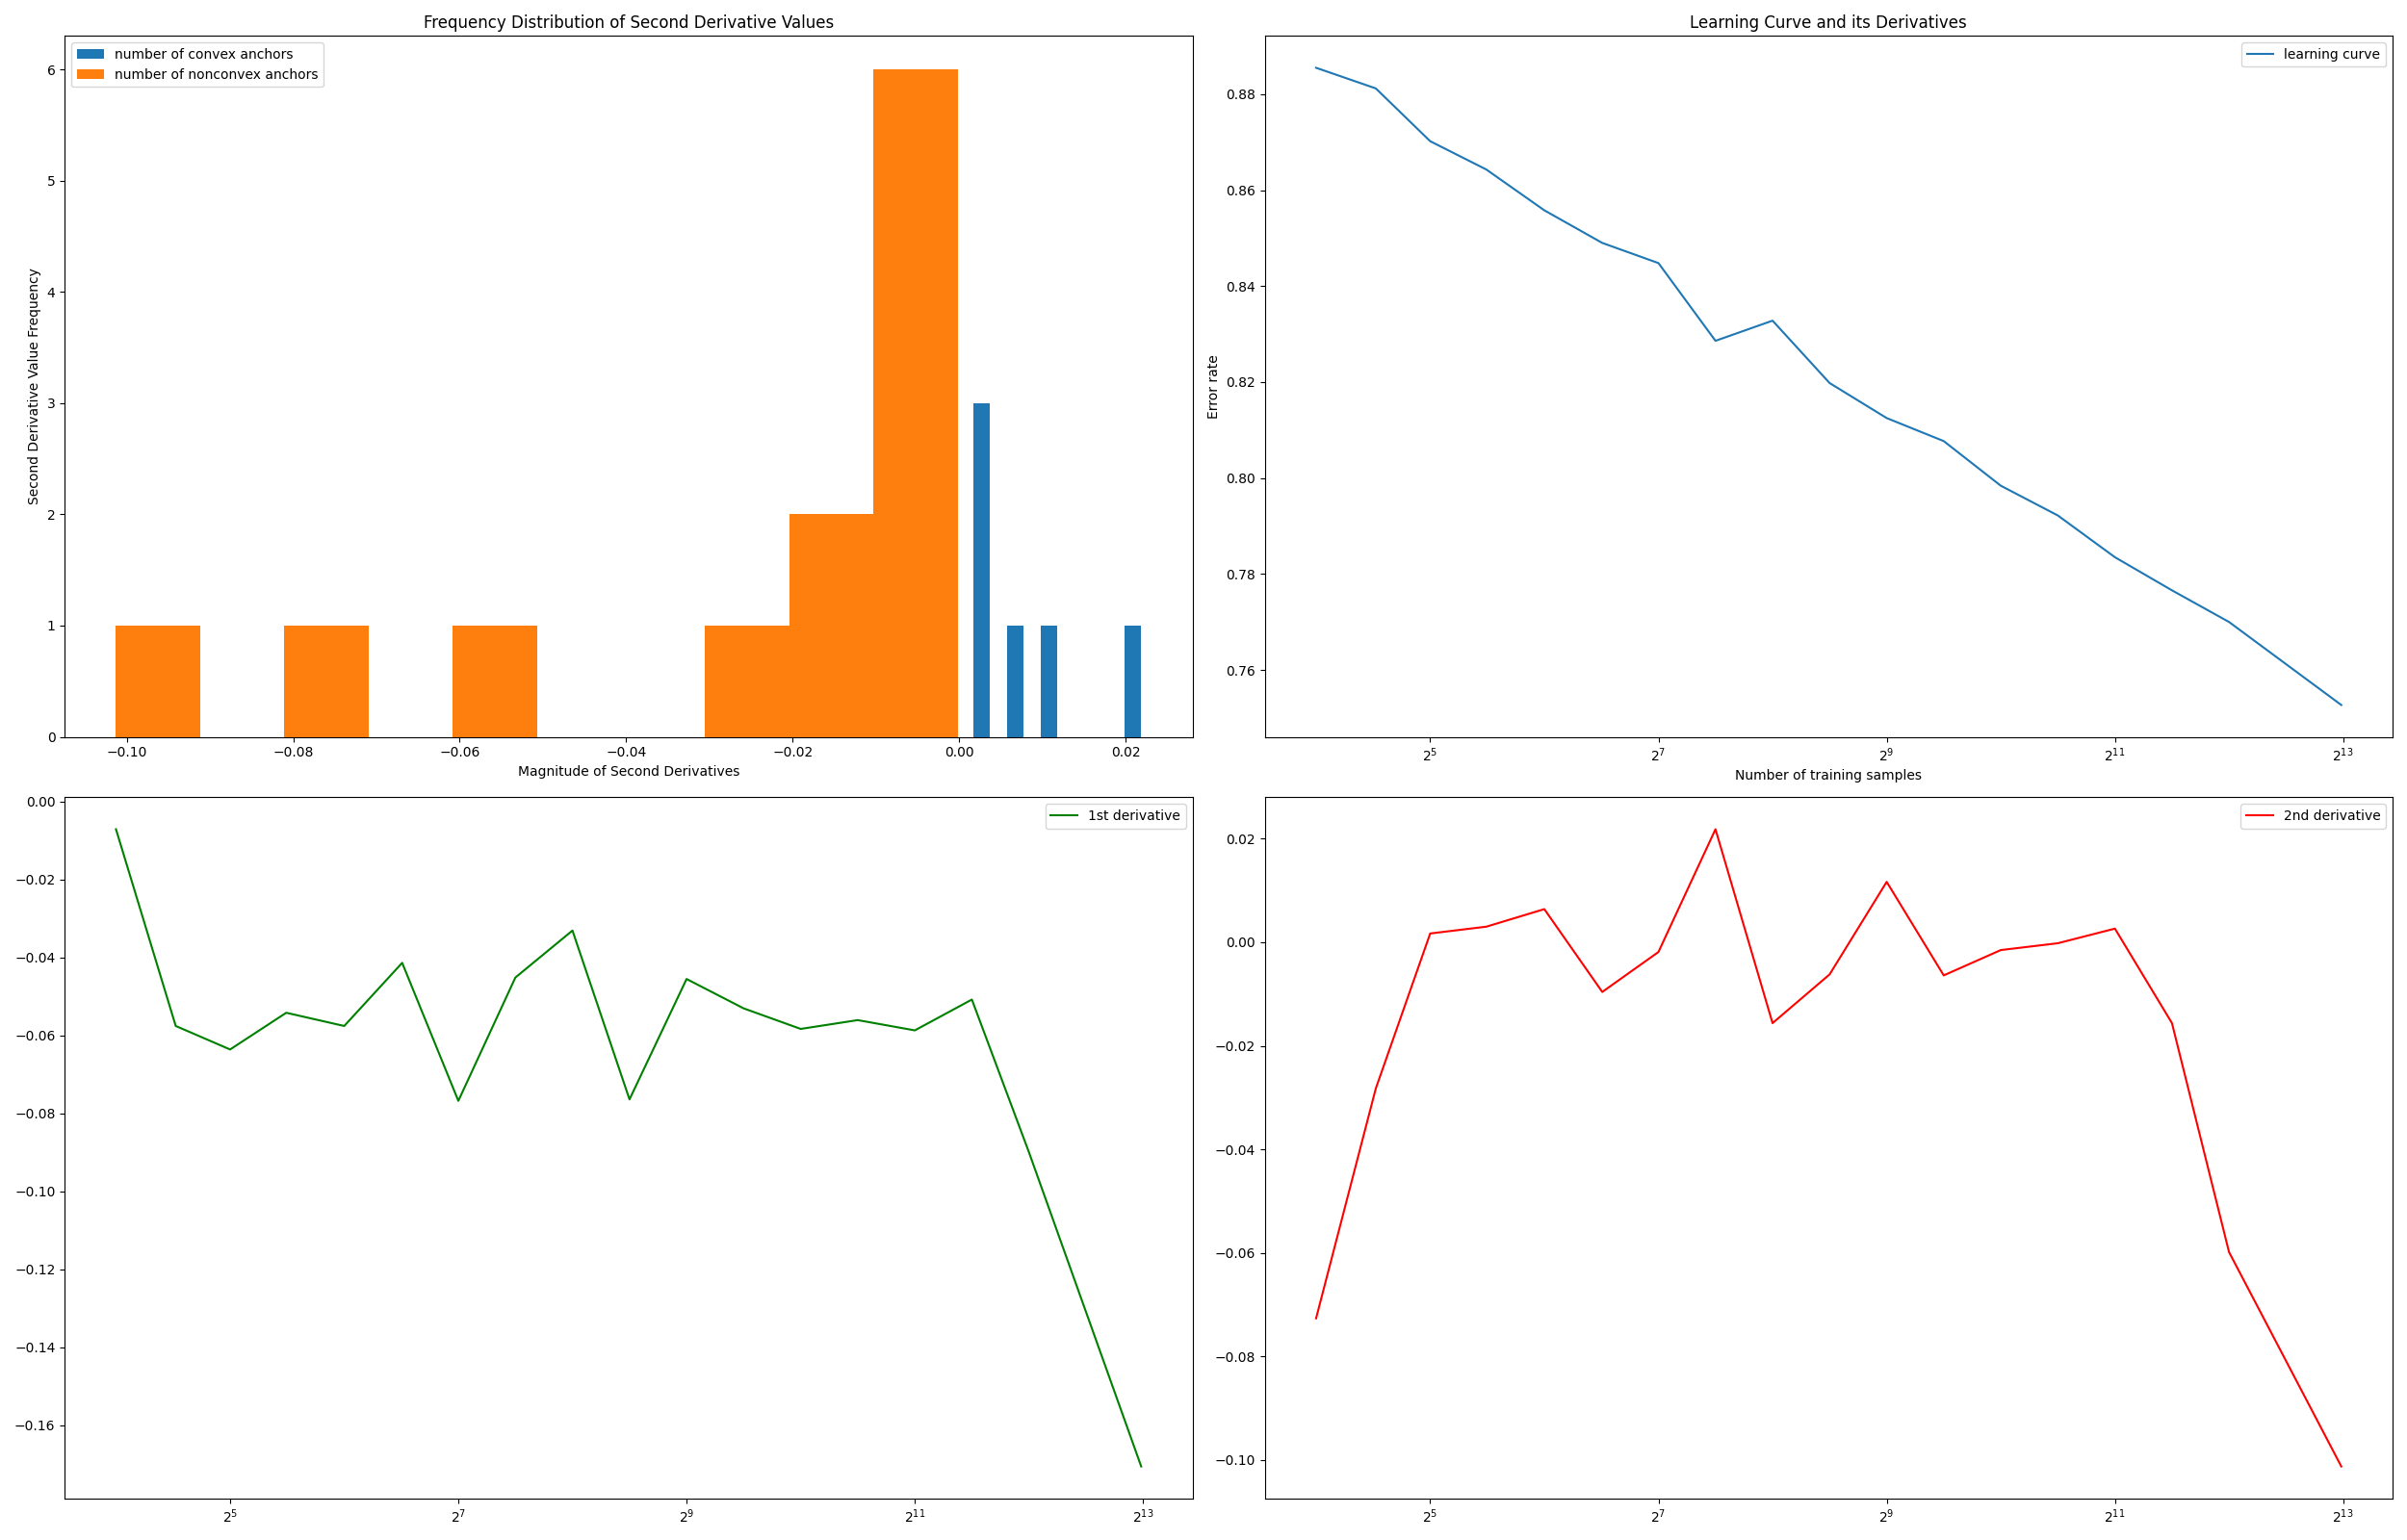 Frequency Distribution of Second Derivative Values
number of convex anchors
number of nonconvex anchors
6
5
4
3
2
1
0
Second Derivative Value Frequency
−0.10 −0.08 −0.06 −0.04 −0.02 0.00 0.02
Magnitude of Second Derivatives
Learning Curve and its Derivatives
learning curve
0.88
0.86
0.84
0.82
0.80
0.78
0.76
Error rate
2^5 2^7 2^9 2^11 2^13
Number of training samples
1st derivative
0.00
−0.02
−0.04
−0.06
−0.08
−0.10
−0.12
−0.14
−0.16
2^5 2^7 2^9 2^11 2^13
2nd derivative
0.02
0.00
−0.02
−0.04
−0.06
−0.08
−0.10
2^5 2^7 2^9 2^11 2^13